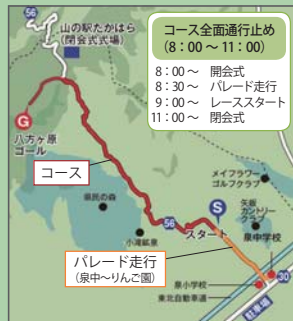 コース全面通行止め
(8:00～11:00)
8:00～ 開会式
8:30～ パレード走行
9:00～ レーススタート
11:00～ 閉会式
56
山の駅たかはら
(閉会式式場)
G
八方ヶ原
ゴール
コース
県民の森
小滝鉱泉
56
S
スタート
メイフラワー
ゴルフクラブ
矢板
カントリー
クラブ
泉中学校
パレード走行
(泉中～りんご園)
泉小学校
東北自動車道
30
駐車場